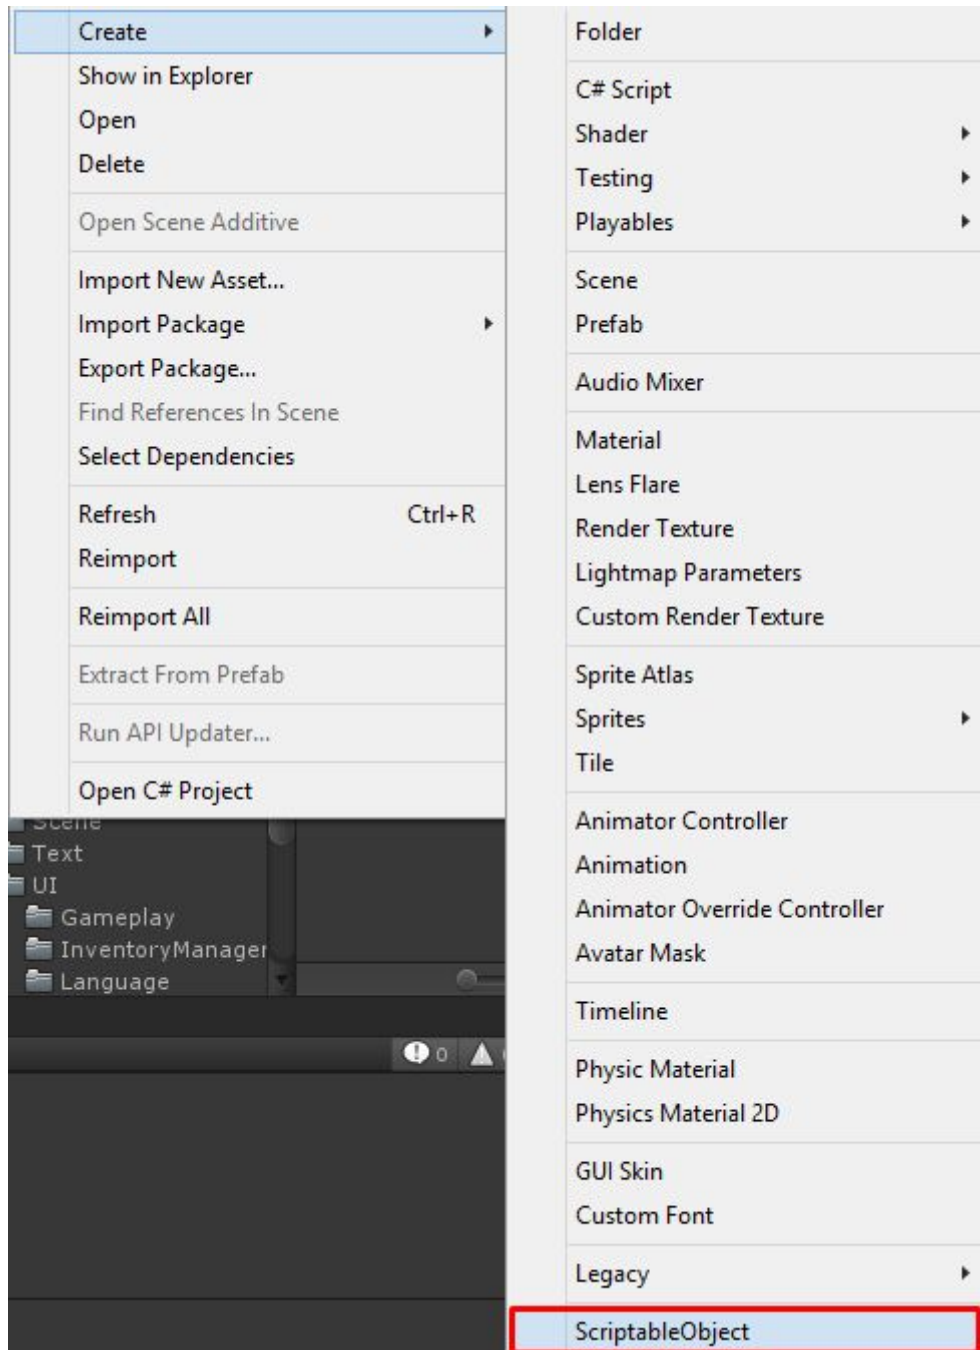 Create
Show in Explorer
Open
Delete
Open Scene Additive
Import New Asset...
Import Package
Export Package...
Find References In Scene
Select Dependencies
Refresh Ctrl+R
Reimport
Reimport All
Extract From Prefab
Run API Updater...
Open C# Project
Scene
Text
UI
Gameplay
InventoryManager
Language
0
Folder
C# Script
Shader
Testing
Playables
Scene
Prefab
Audio Mixer
Material
Lens Flare
Render Texture
Lightmap Parameters
Custom Render Texture
Sprite Atlas
Sprites
Tile
Animator Controller
Animation
Animator Override Controller
Avatar Mask
Timeline
Physic Material
Physics Material 2D
GUI Skin
Custom Font
Legacy
ScriptableObject